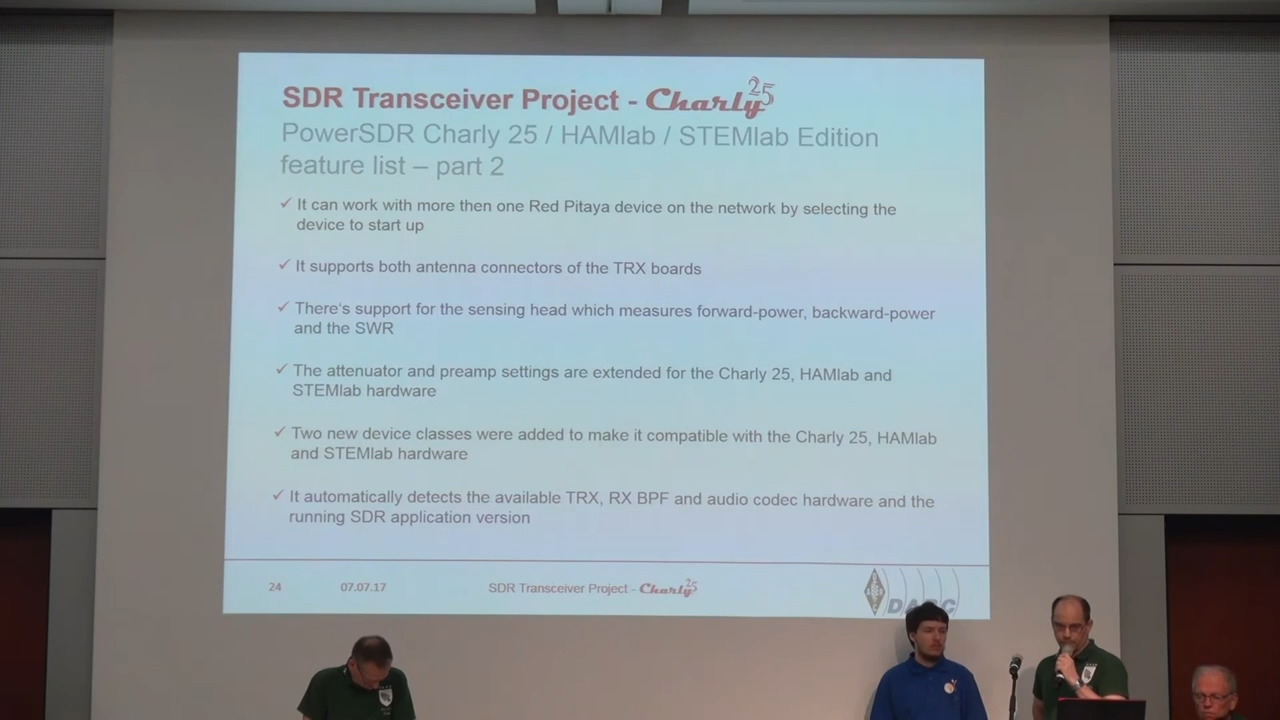 SDR Transceiver Project - Charly 25
PowerSDR Charly 25 / HAMlab / STEMlab Edition
feature list – part 2
✓ It can work with more then one Red Pitaya device on the network by selecting the
device to start up
✓ It supports both antenna connectors of the TRX boards
✓ There's support for the sensing head which measures forward-power, backward-power
and the SWR
✓ The attenuator and preamp settings are extended for the Charly 25, HAMlab and
STEMlab hardware
✓ Two new device classes were added to make it compatible with the Charly 25, HAMlab
and STEMlab hardware
✓ It automatically detects the available TRX, RX BPF and audio codec hardware and the
running SDR application version
24 07.07.17 SDR Transceiver Project - Charly 25
DARC